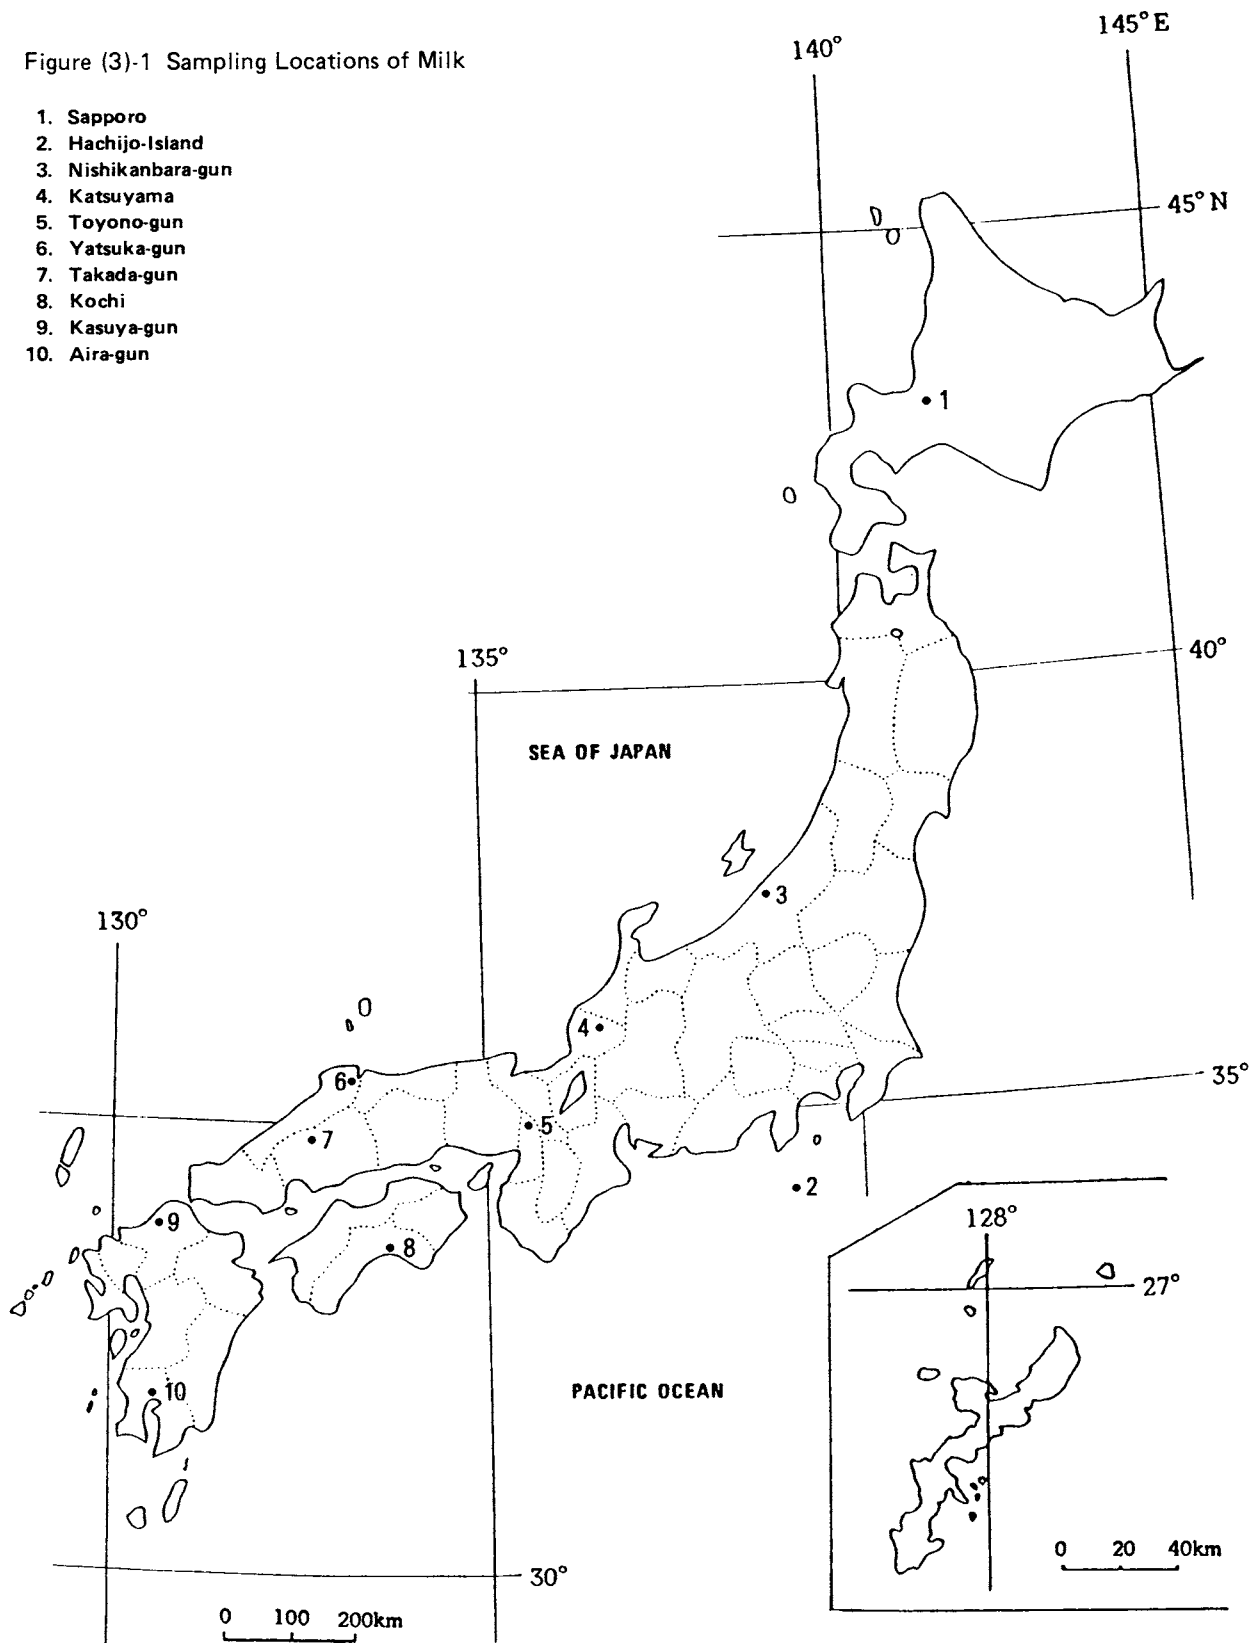 Figure (3)-1 Sampling Locations of Milk
1. Sapporo
2. Hachijo-Island
3. Nishikanbara-gun
4. Katsuyama
5. Toyono-gun
6. Yatsuka-gun
7. Takada-gun
8. Kochi
9. Kasuya-gun
10. Aira-gun
145° E
140°
45° N
1
40°
135°
SEA OF JAPAN
3
130°
4
35°
6
5
7
2
9
8
128°
27°
10
PACIFIC OCEAN
0 20 40km
30°
0 100 200km